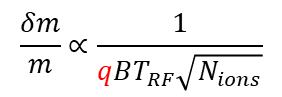 δm/m ∝ 1/(qBT_RF√N_ions)